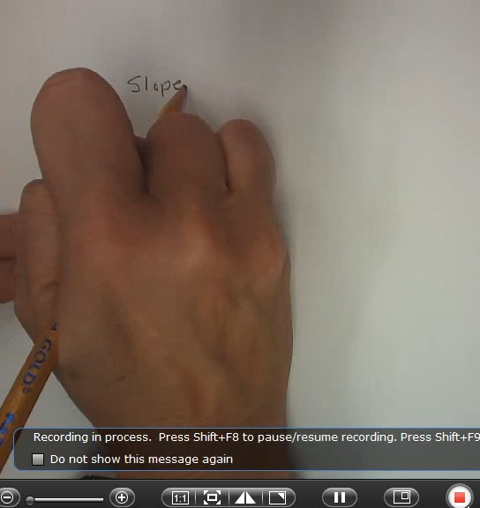 Slope
GOLD
Recording in process. Press Shift+F8 to pause/resume recording. Press Shift+F9
Do not show this message again
1:1